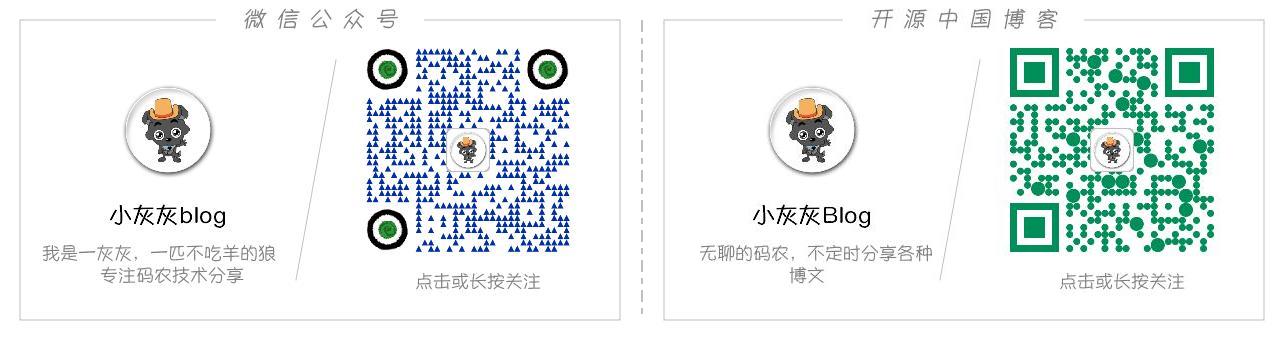 微信公众号
小灰灰blog
我是一灰灰，一匹不吃羊的狼
专注码农技术分享
点击或长按关注
开源中国博客
小灰灰Blog
无聊的码农，不定时分享各种
博文
点击或长按关注